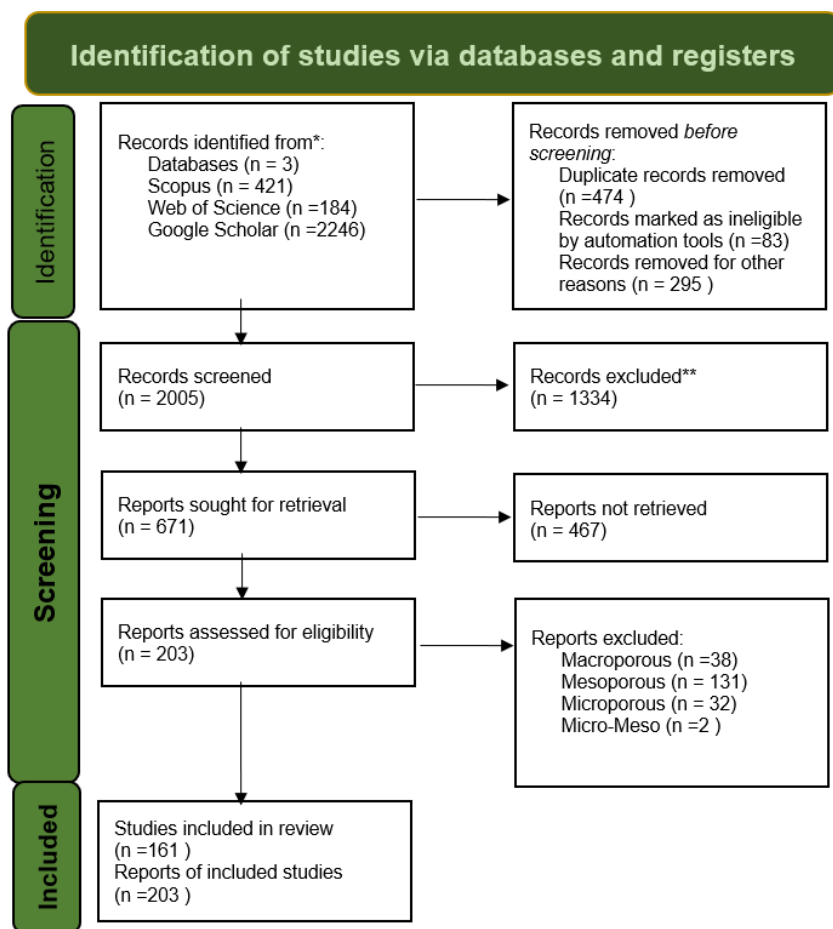 Identification of studies via databases and registers
Identification
Records identified from*:
Databases (n = 3)
Scopus (n = 421)
Web of Science (n =184)
Google Scholar (n =2246)
Records removed before
screening:
Duplicate records removed
(n =474 )
Records marked as ineligible
by automation tools (n =83)
Records removed for other
reasons (n = 295 )
Screening
Records screened
(n = 2005)
Records excluded**
(n = 1334)
Reports sought for retrieval
(n = 671)
Reports not retrieved
(n = 467)
Reports assessed for eligibility
(n = 203)
Reports excluded:
Macroporous (n =38)
Mesoporous (n = 131)
Microporous (n = 32)
Micro-Meso (n =2 )
Included
Studies included in review
(n =161 )
Reports of included studies
(n =203 )